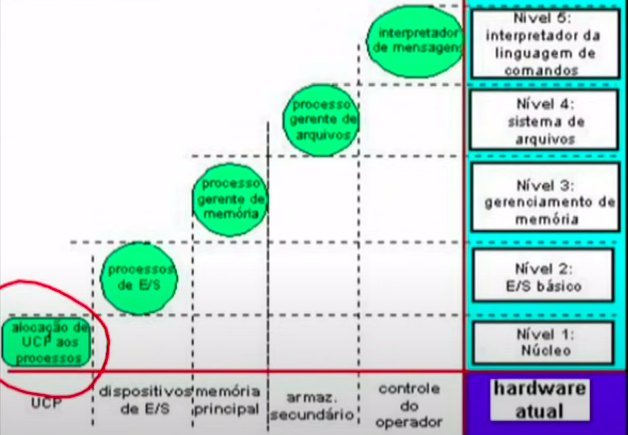 interpretador
de mensagens
Nível 5:
interpretador da
linguagem de
comandos
processo
gerente de
arquivos
Nível 4:
sistema de
arquivos
processo
gerente de
memória
Nível 3:
gerenciamento de
memória
processos
de E/S
Nível 2:
E/S básico
alocação de
UCP aos
processos
Nível 1:
Núcleo
UCP
dispositivos
de E/S
memória
principal
armaz.
secundário
controle
do
operador
hardware
atual